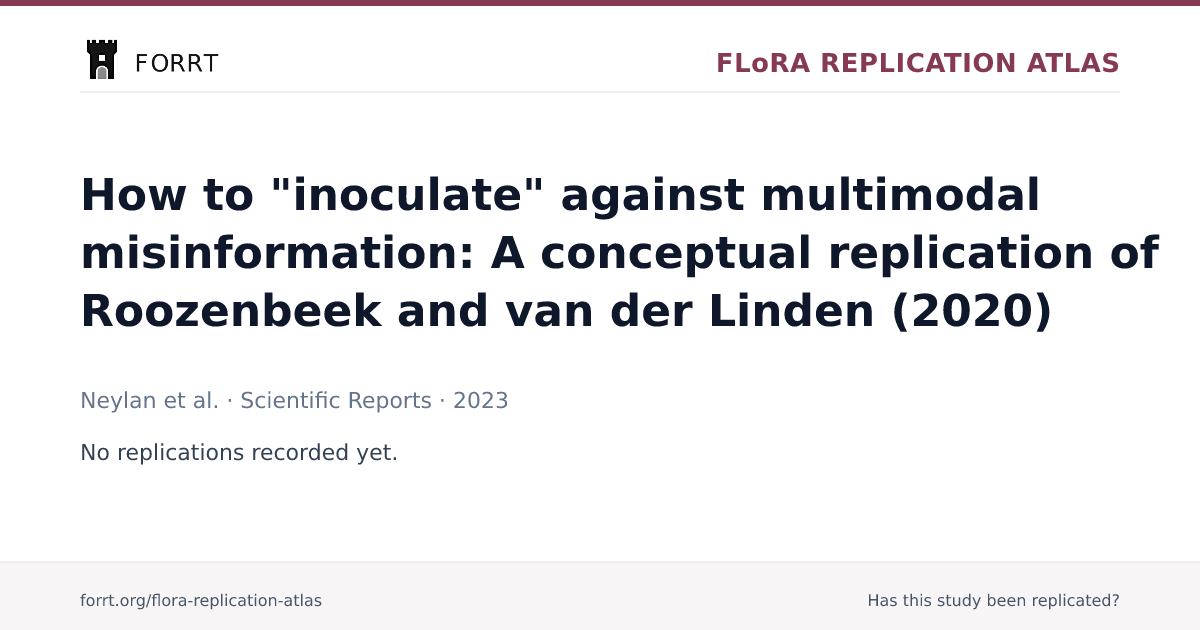 FORRT
FLoRA REPLICATION ATLAS
How to "inoculate" against multimodal
misinformation: A conceptual replication of
Roozenbeek and van der Linden (2020)
Neylan et al. · Scientific Reports · 2023
No replications recorded yet.
forrt.org/flora-replication-atlas
Has this study been replicated?